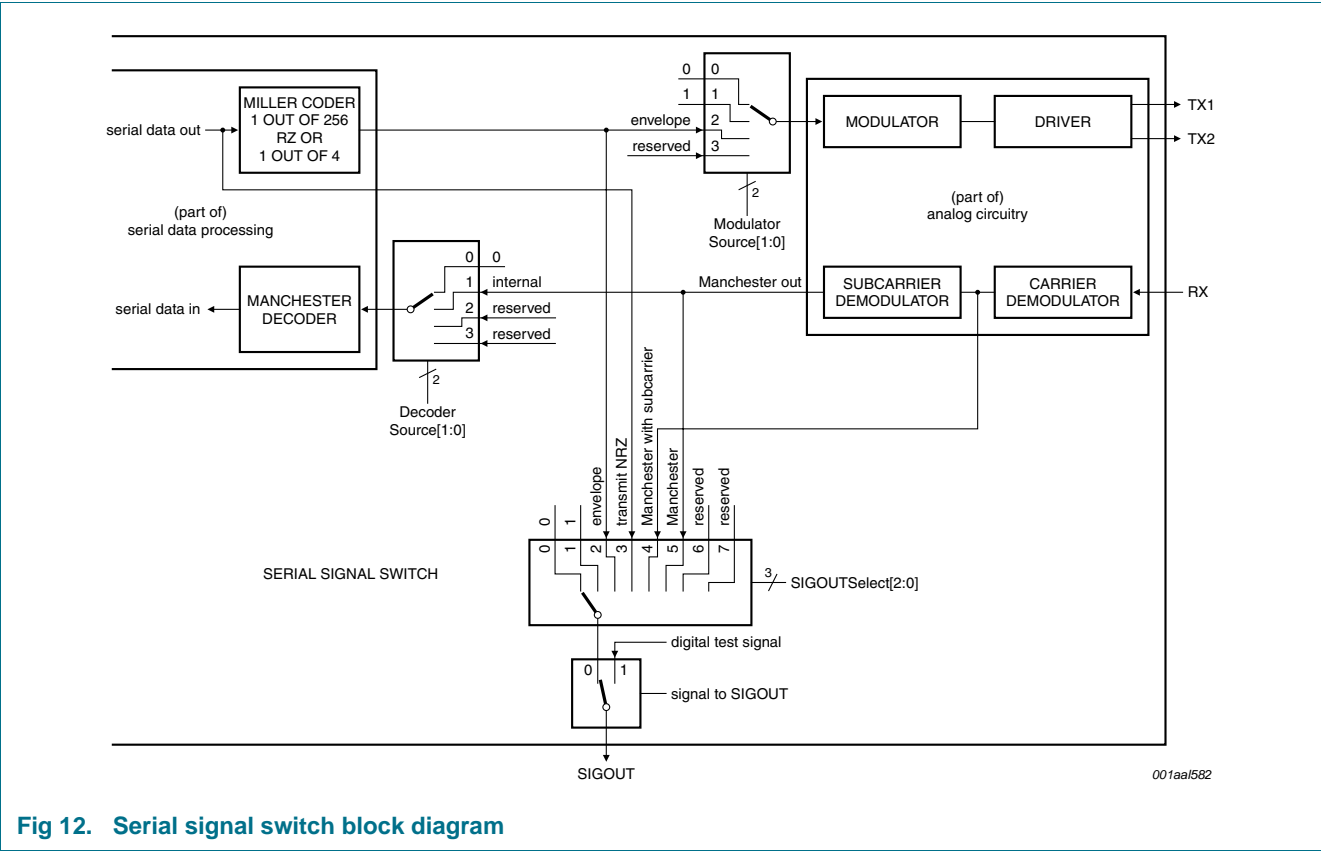 MILLER CODER
1 OUT OF 256
RZ OR
1 OUT OF 4
serial data out
(part of)
serial data processing
MANCHESTER
DECODER
serial data in
0
1
2
3
0
internal
reserved
reserved
2
Decoder
Source[1:0]
0
1
envelope
reserved
0
1
2
3
2
Modulator
Source[1:0]
MODULATOR
DRIVER
TX1
TX2
(part of)
analog circuitry
Manchester out
SUBCARRIER
DEMODULATOR
CARRIER
DEMODULATOR
RX
0
1
envelope
transmit NRZ
Manchester with subcarrier
Manchester
reserved
reserved
0
1
2
3
4
5
6
7
SERIAL SIGNAL SWITCH
3
SIGOUTSelect[2:0]
digital test signal
0
1
signal to SIGOUT
SIGOUT
001aal582
Fig 12. Serial signal switch block diagram